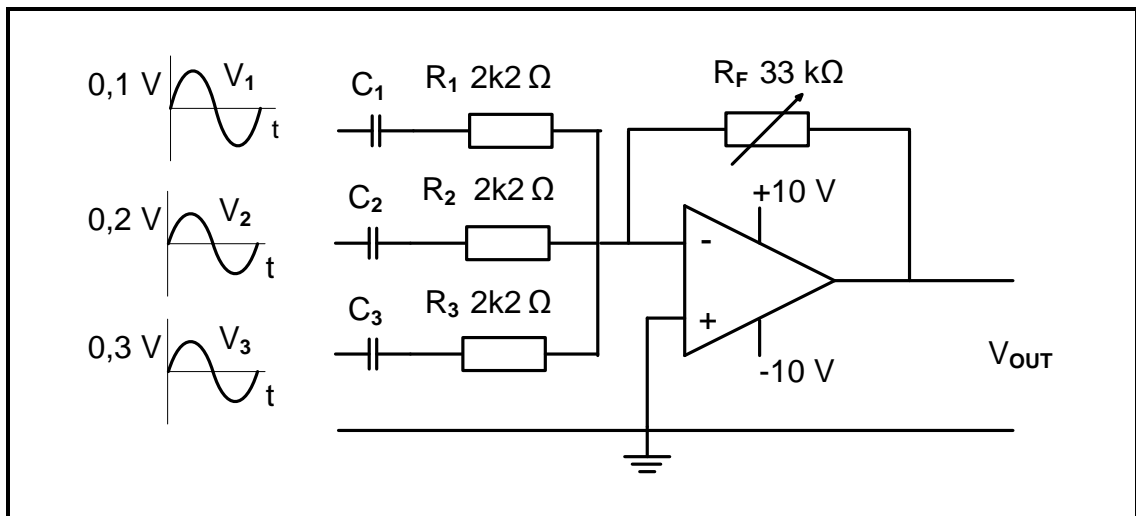 0,1 V
V1
t
C1
R1 2k2 Ω
RF 33 kΩ
0,2 V
V2
t
C2
R2 2k2 Ω
+10 V
-
0,3 V
V3
t
C3
R3 2k2 Ω
+
-10 V
VOUT